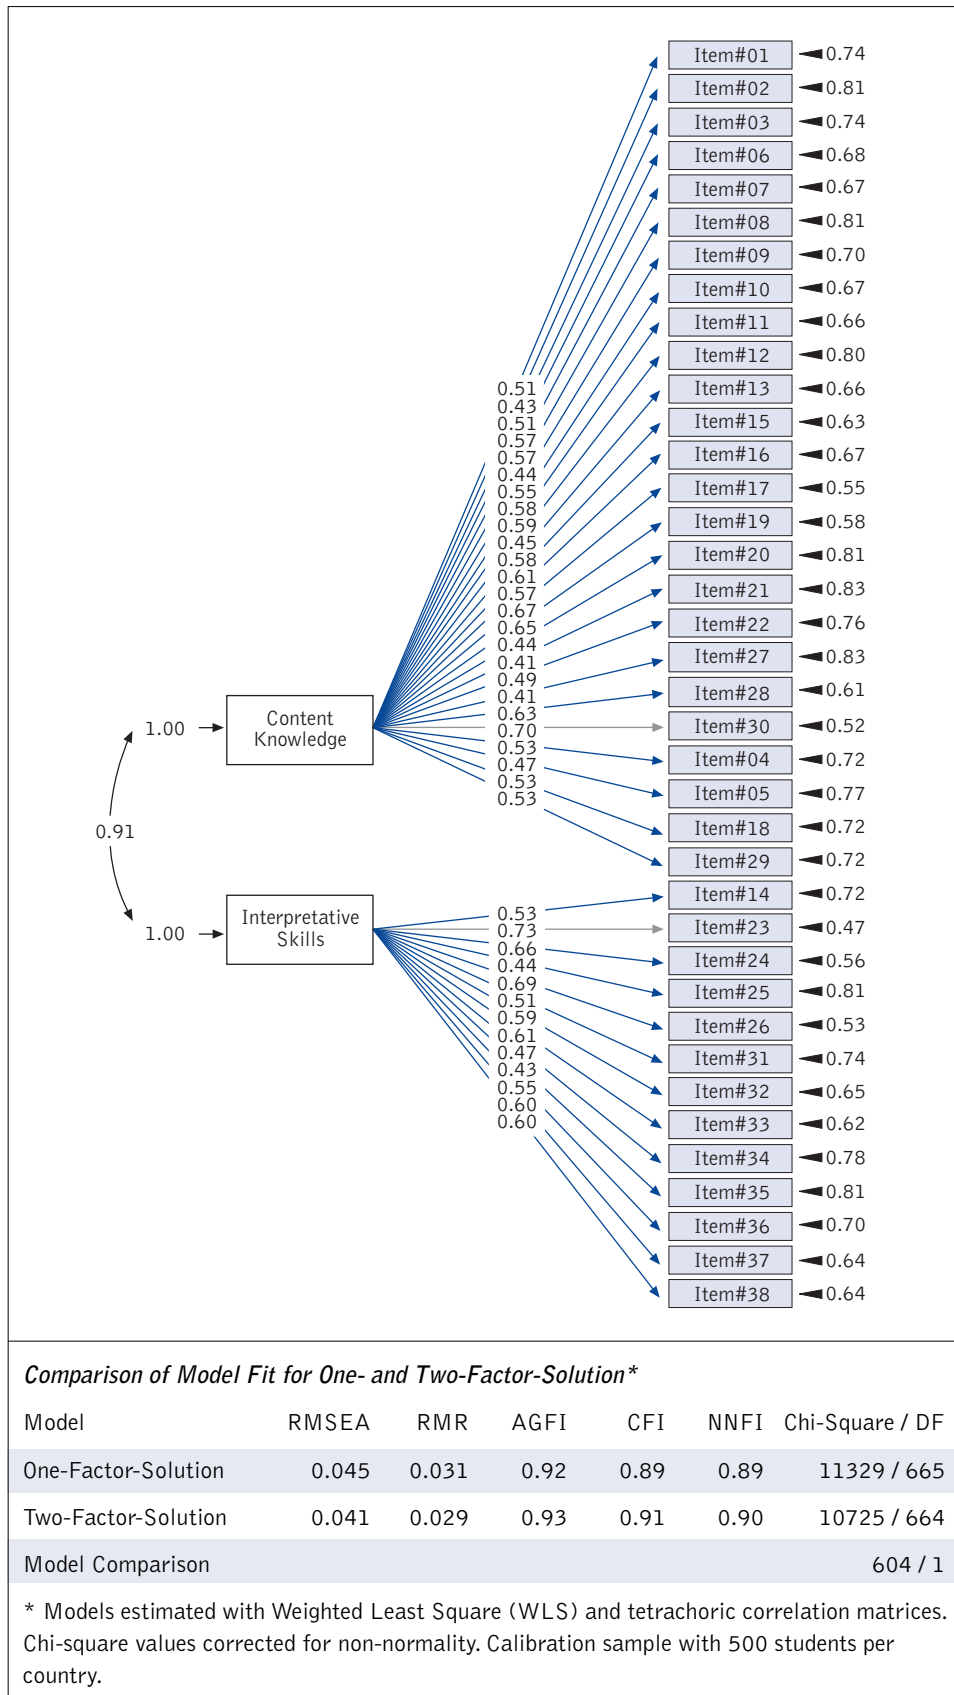 Item#01 0.74
Item#02 0.81
Item#03 0.74
Item#06 0.68
Item#07 0.67
Item#08 0.81
Item#09 0.70
Item#10 0.67
Item#11 0.66
Item#12 0.80
Item#13 0.66
Item#15 0.63
Item#16 0.67
Item#17 0.55
Item#19 0.58
Item#20 0.81
Item#21 0.83
Item#22 0.76
Item#27 0.83
Item#28 0.61
Item#30 0.52
Item#04 0.72
Item#05 0.77
Item#18 0.72
Item#29 0.72
Item#14 0.72
Item#23 0.47
Item#24 0.56
Item#25 0.81
Item#26 0.53
Item#31 0.74
Item#32 0.65
Item#33 0.62
Item#34 0.78
Item#35 0.81
Item#36 0.70
Item#37 0.64
Item#38 0.64
0.51
0.43
0.51
0.57
0.57
0.44
0.55
0.58
0.59
0.45
0.58
0.61
0.57
0.67
0.65
0.44
0.41
0.49
0.41
0.63
0.70
0.53
0.47
0.53
0.53
1.00
Content
Knowledge
0.91
1.00
Interpretative
Skills
0.53
0.73
0.66
0.44
0.69
0.51
0.59
0.61
0.47
0.43
0.55
0.60
0.60
Comparison of Model Fit for One- and Two-Factor-Solution*
Model RMSEA RMR AGFI CFI NNFI Chi-Square / DF
One-Factor-Solution 0.045 0.031 0.92 0.89 0.89 11329 / 665
Two-Factor-Solution 0.041 0.029 0.93 0.91 0.90 10725 / 664
Model Comparison 604 / 1
* Models estimated with Weighted Least Square (WLS) and tetrachoric correlation matrices.
Chi-square values corrected for non-normality. Calibration sample with 500 students per
country.